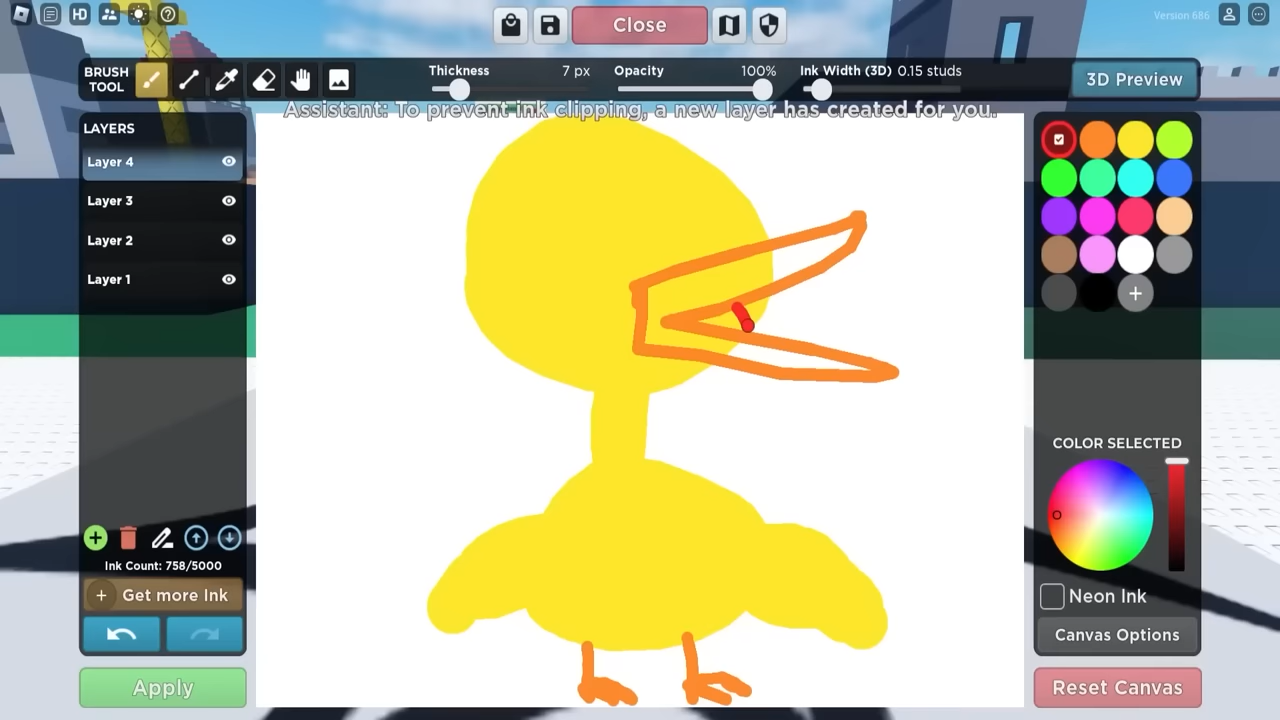 HD
Close
Version 686
BRUSH
TOOL
Thickness 7 px
Opacity 100%
Ink Width (3D) 0.15 studs
3D Preview
Assistant: To prevent ink clipping, a new layer has created for you.
LAYERS
Layer 4
Layer 3
Layer 2
Layer 1
Ink Count: 758/5000
+ Get more Ink
Apply
COLOR SELECTED
Neon Ink
Canvas Options
Reset Canvas